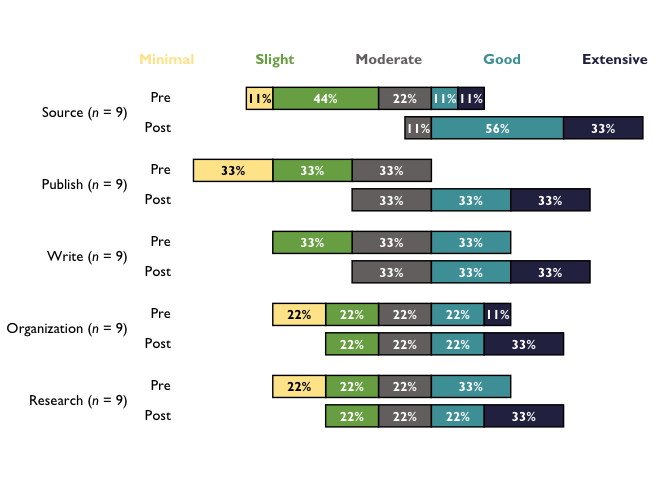 Minimal Slight Moderate Good Extensive
Source (n = 9)
Pre 11% 44% 22% 11% 11%
Post 11% 56% 33%
Publish (n = 9)
Pre 33% 33% 33%
Post 33% 33% 33%
Write (n = 9)
Pre 33% 33% 33%
Post 33% 33% 33%
Organization (n = 9)
Pre 22% 22% 22% 22% 11%
Post 22% 22% 22% 33%
Research (n = 9)
Pre 22% 22% 22% 33%
Post 22% 22% 22% 33%